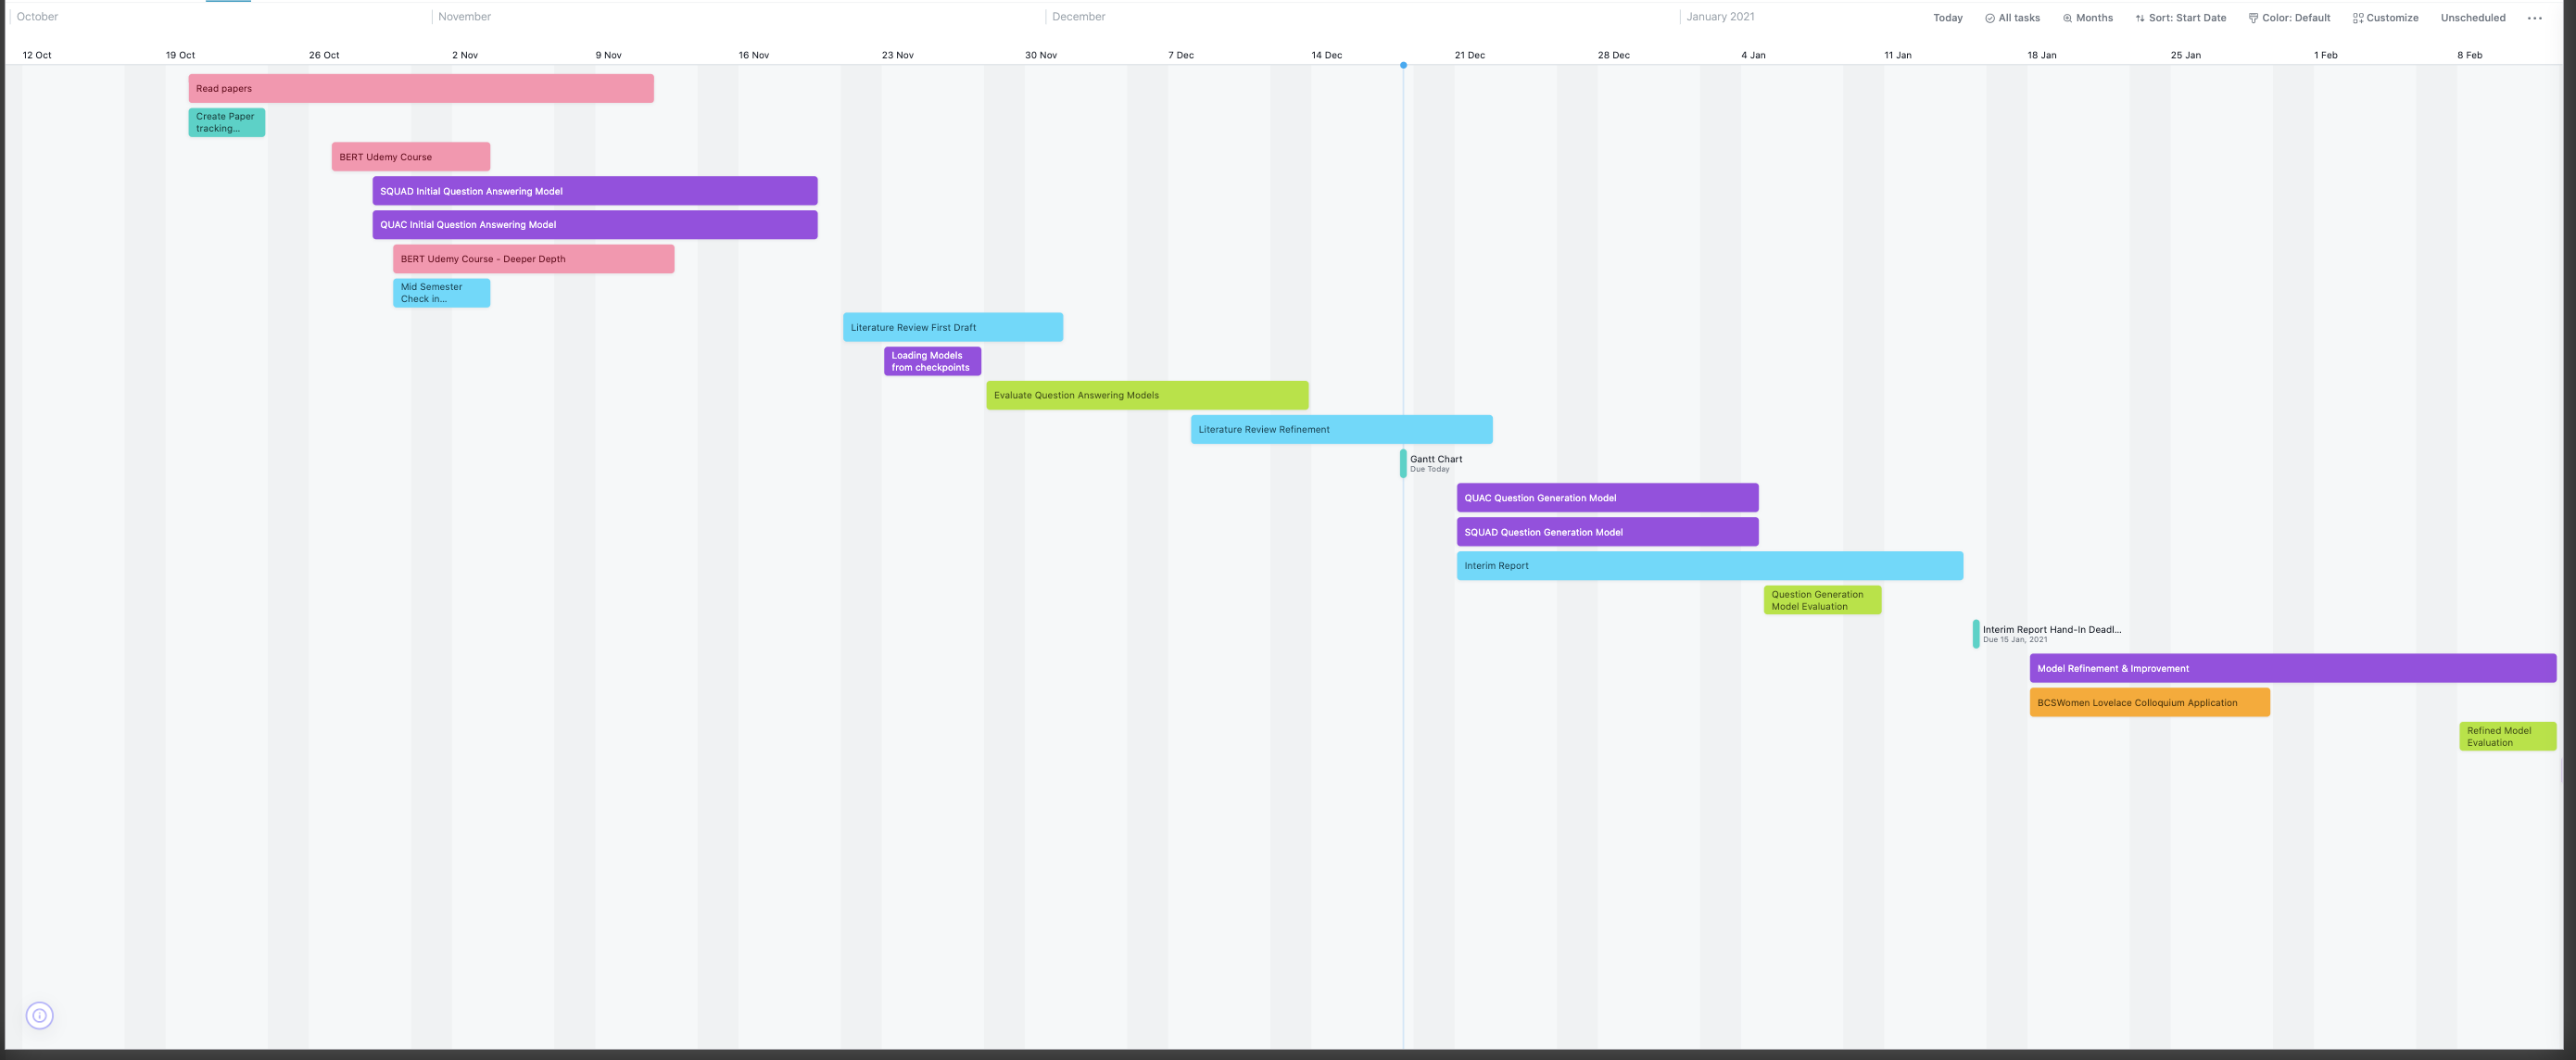 October
November
December
January 2021
Today
All tasks
Months
Sort: Start Date
Color: Default
Customize
Unscheduled
12 Oct
19 Oct
26 Oct
2 Nov
9 Nov
16 Nov
23 Nov
30 Nov
7 Dec
14 Dec
21 Dec
28 Dec
4 Jan
11 Jan
18 Jan
25 Jan
1 Feb
8 Feb
Read papers
Create Paper
tracking...
BERT Udemy Course
SQUAD Initial Question Answering Model
QUAC Initial Question Answering Model
BERT Udemy Course - Deeper Depth
Mid Semester
Check in...
Literature Review First Draft
Loading Models
from checkpoints
Evaluate Question Answering Models
Literature Review Refinement
Gantt Chart
Due Today
QUAC Question Generation Model
SQUAD Question Generation Model
Interim Report
Question Generation
Model Evaluation
Interim Report Hand-In Deadl...
Due 15 Jan, 2021
Model Refinement & Improvement
BCSWomen Lovelace Colloquium Application
Refined Model
Evaluation